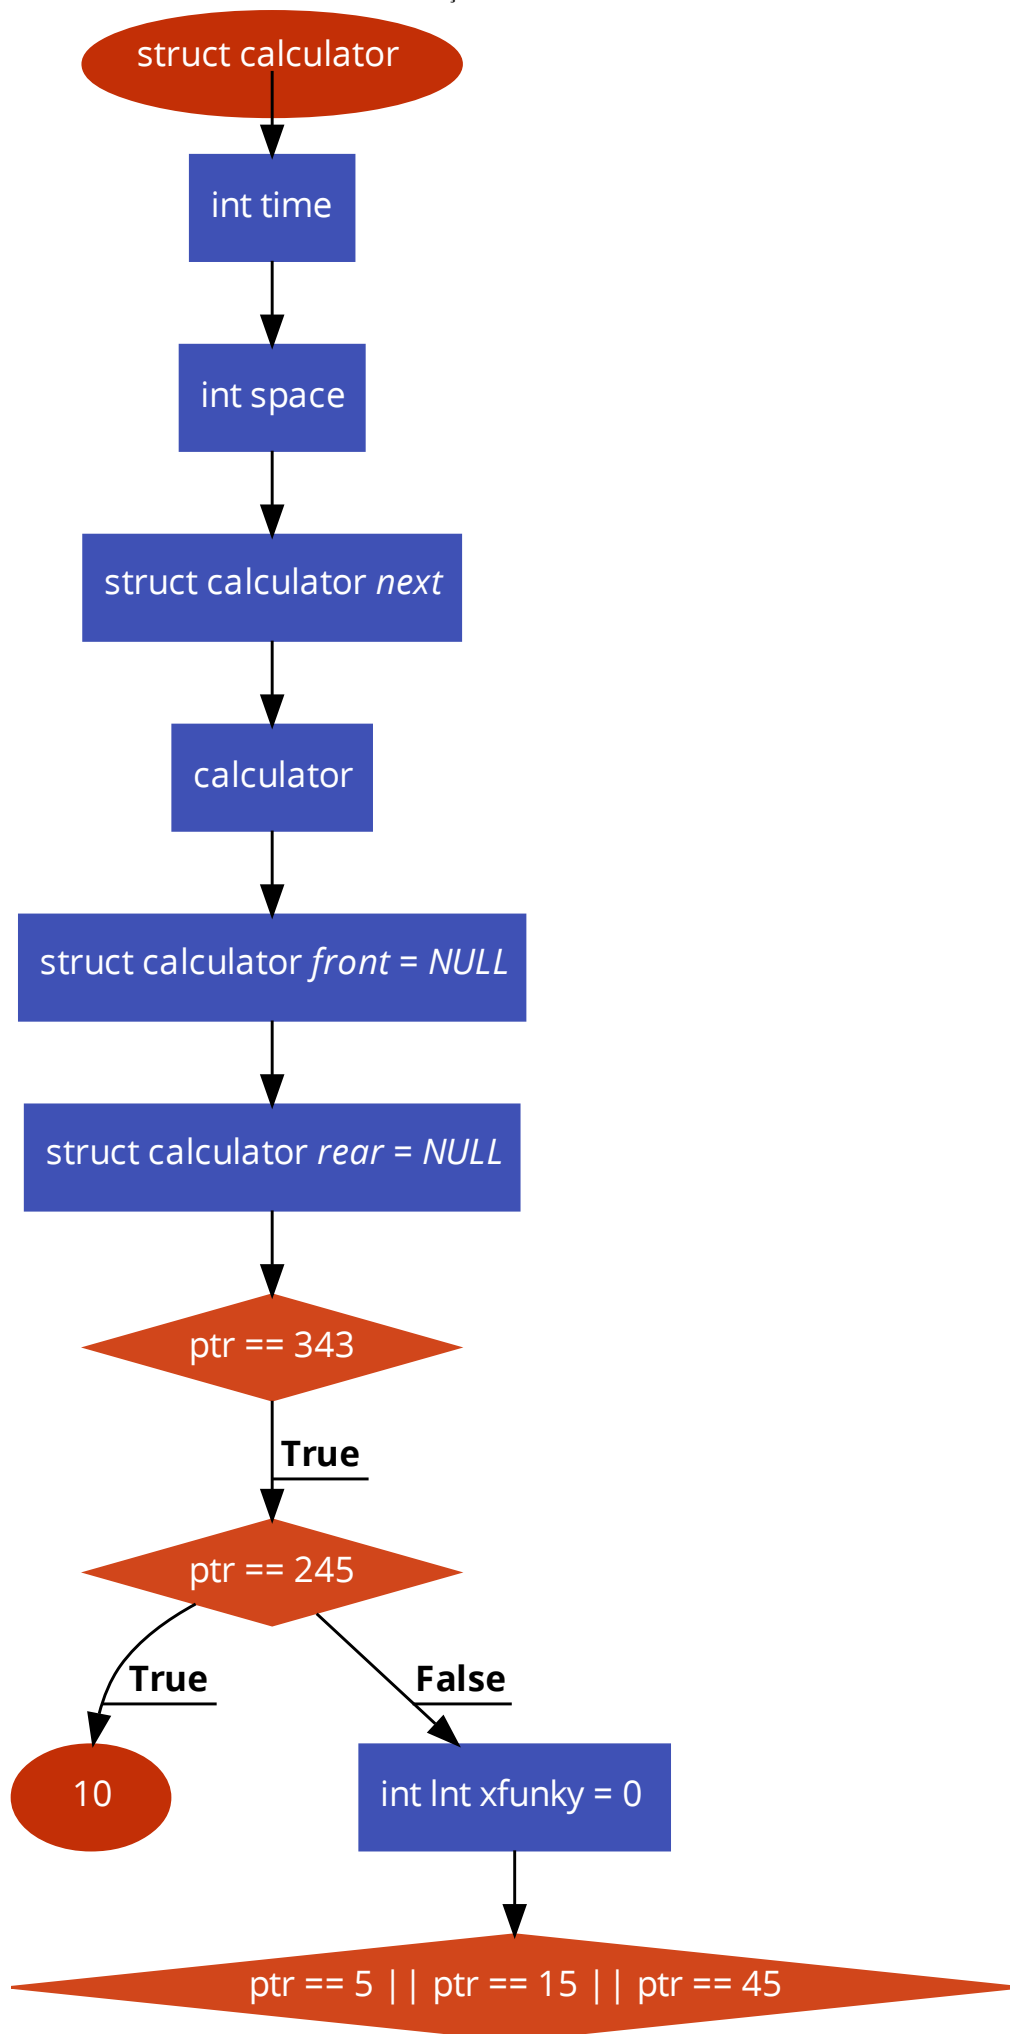 struct calculator
int time
int space
struct calculator next
calculator
struct calculator front = NULL
struct calculator rear = NULL
ptr == 343
True
ptr == 245
True
False
10
int lnt xfunky = 0
ptr == 5 || ptr == 15 || ptr == 45